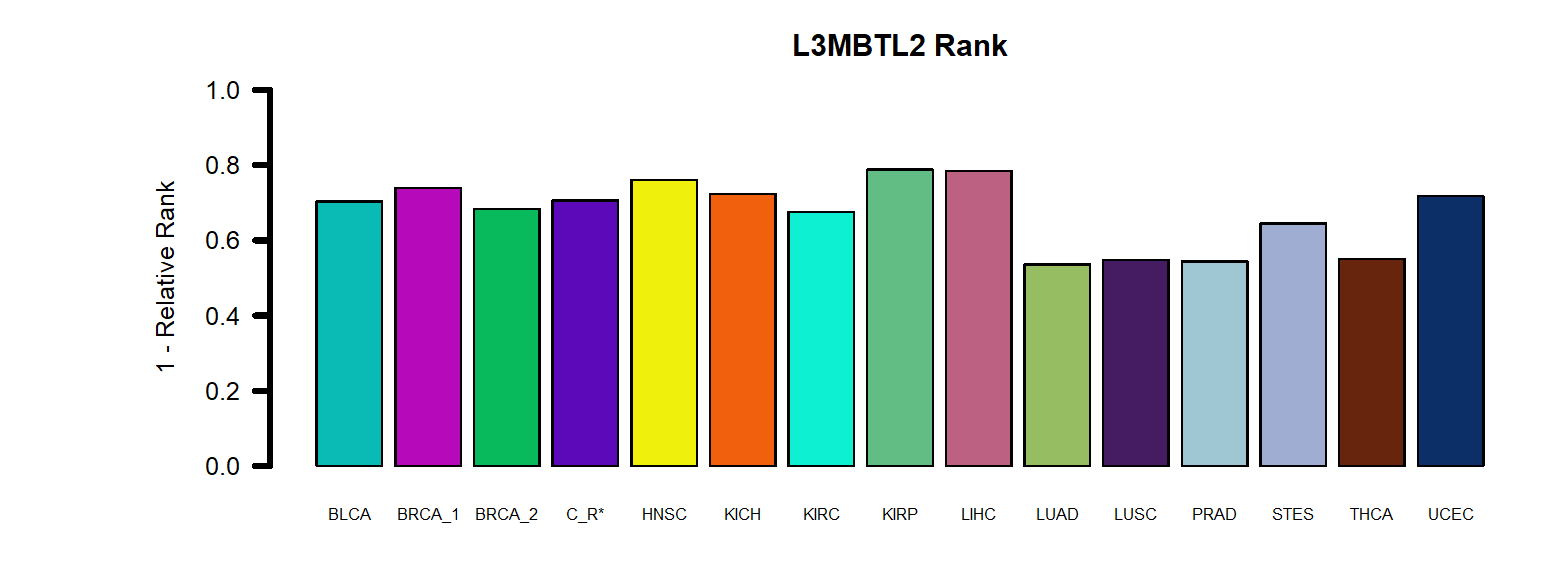 L3MBTL2 Rank
1 - Relative Rank
1.0
0.8
0.6
0.4
0.2
0.0
BLCA BRCA_1 BRCA_2 C_R* HNSC KICH KIRC KIRP LIHC LUAD LUSC PRAD STES THCA UCEC